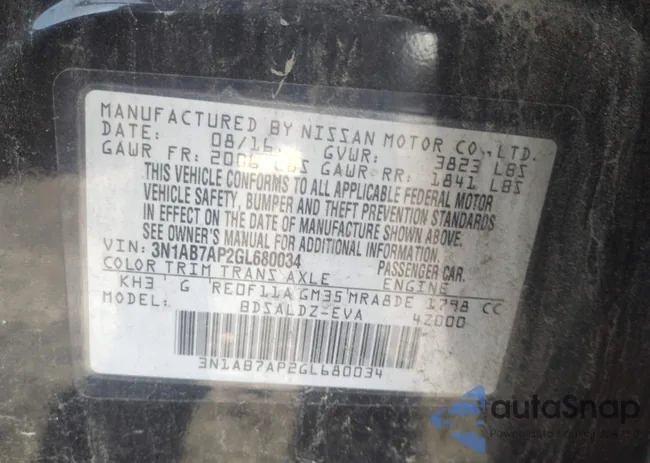 MANUFACTURED BY NISSAN MOTOR CO., LTD.
DATE: 08/16 GVWR: 3823 LBS
GAWR FR: 2006 LBS GAWR RR: 1841 LBS
THIS VEHICLE CONFORMS TO ALL APPLICABLE FEDERAL MOTOR
VEHICLE SAFETY, BUMPER AND THEFT PREVENTION STANDARDS
IN EFFECT ON THE DATE OF MANUFACTURE SHOWN ABOVE.
SEE OWNER'S MANUAL FOR ADDITIONAL INFORMATION.
VIN: 3N1AB7AP2GL680034 PASSENGER CAR.
COLOR TRIM TRANS AXLE ENGINE
KH3 G RE0F11A GM35 MRA8DE 1798 CC
MODEL: BDSALDZ-EVA 42000
3N1AB7AP2GL680034
autoSnap